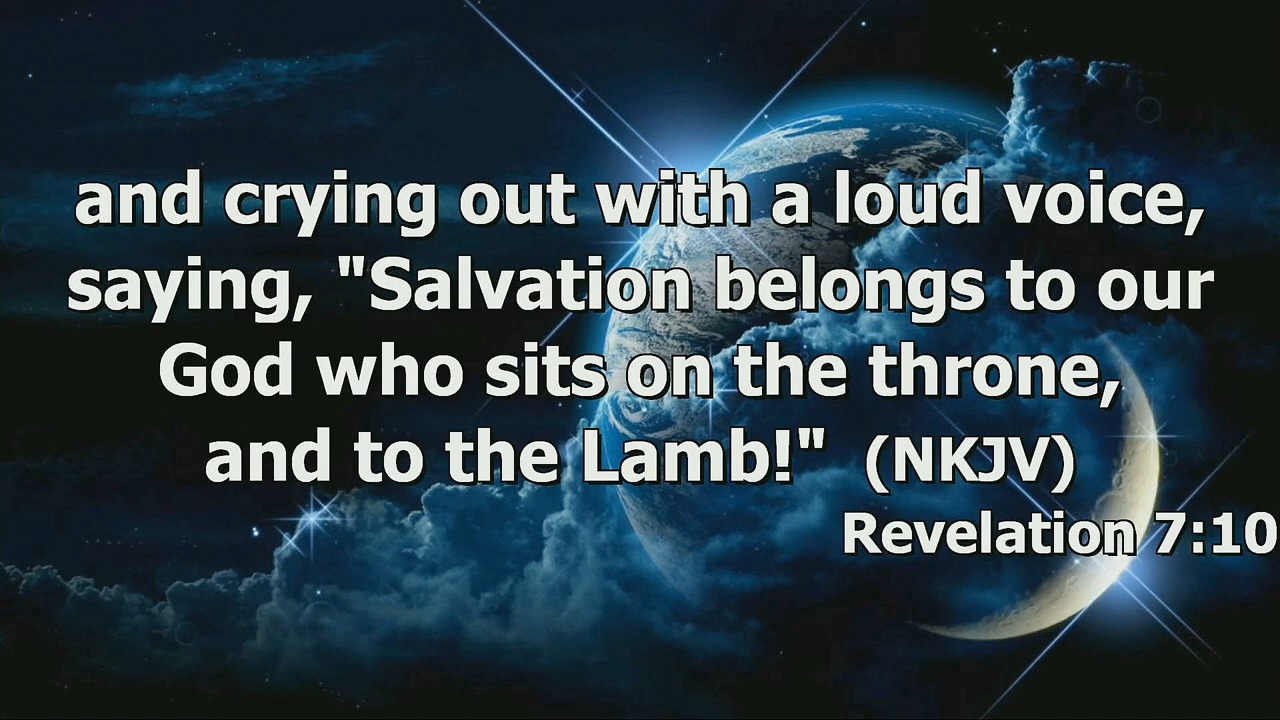 and crying out with a loud voice,
saying, "Salvation belongs to our
God who sits on the throne,
and to the Lamb!" (NKJV)
Revelation 7:10